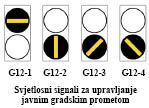 G12-1 G12-2 G12-3 G12-4
Svjetlosni signali za upravljanje
javnim gradskim prometom